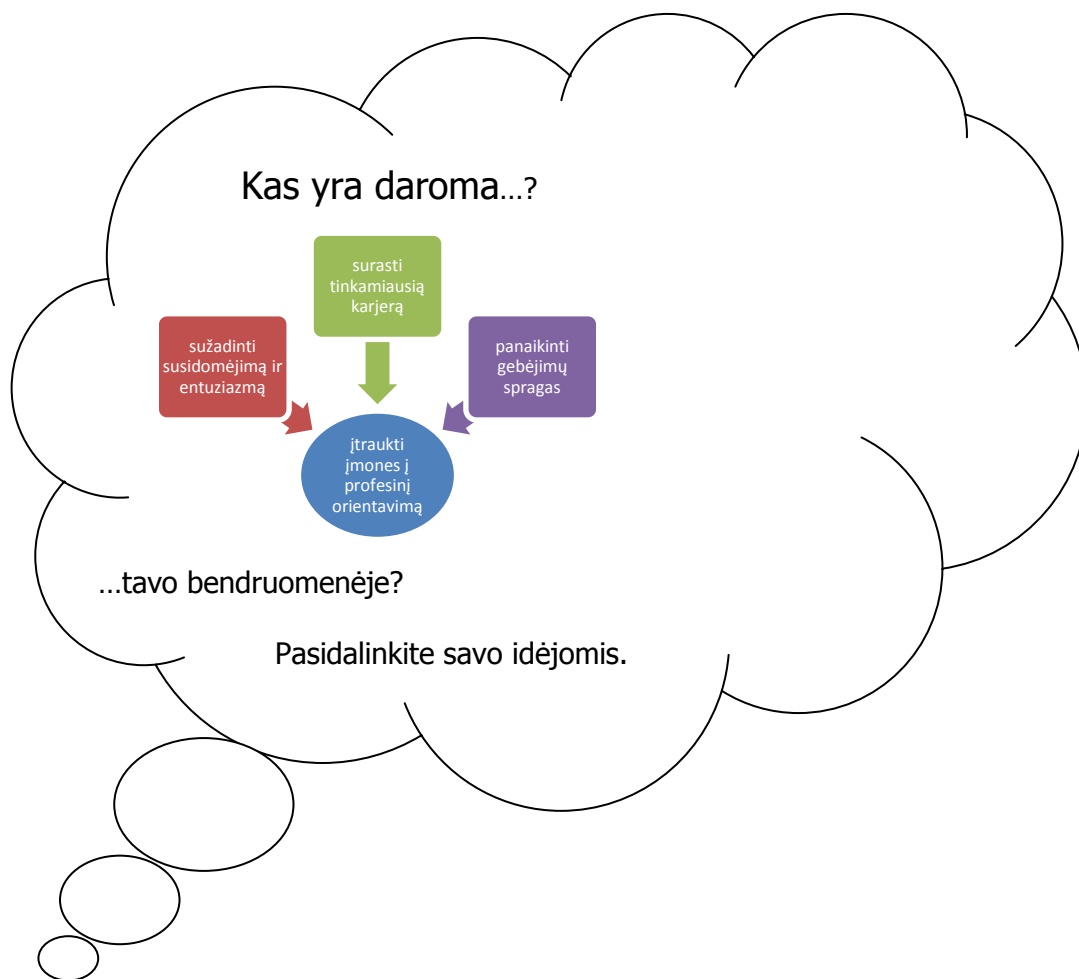 Kas yra daroma...?
surasti
tinkamiausią
karjerą
sužadinti
susidomėjimą ir
entuziazmą
panaikinti
gebėjimų
spragas
įtraukti
įmones į
profesinį
orientavimą
...tavo bendruomenėje?
Pasidalinkite savo idėjomis.